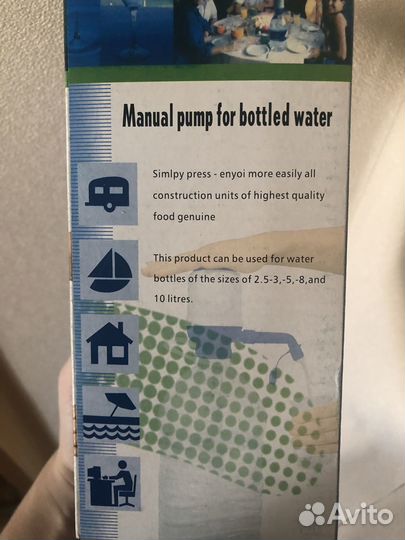 Manual pump for bottled water
Simlpy press - enyoi more easily all
construction units of highest quality
food genuine
This product can be used for water
bottles of the sizes of 2.5-3,-5,-8,and
10 litres.
Avito